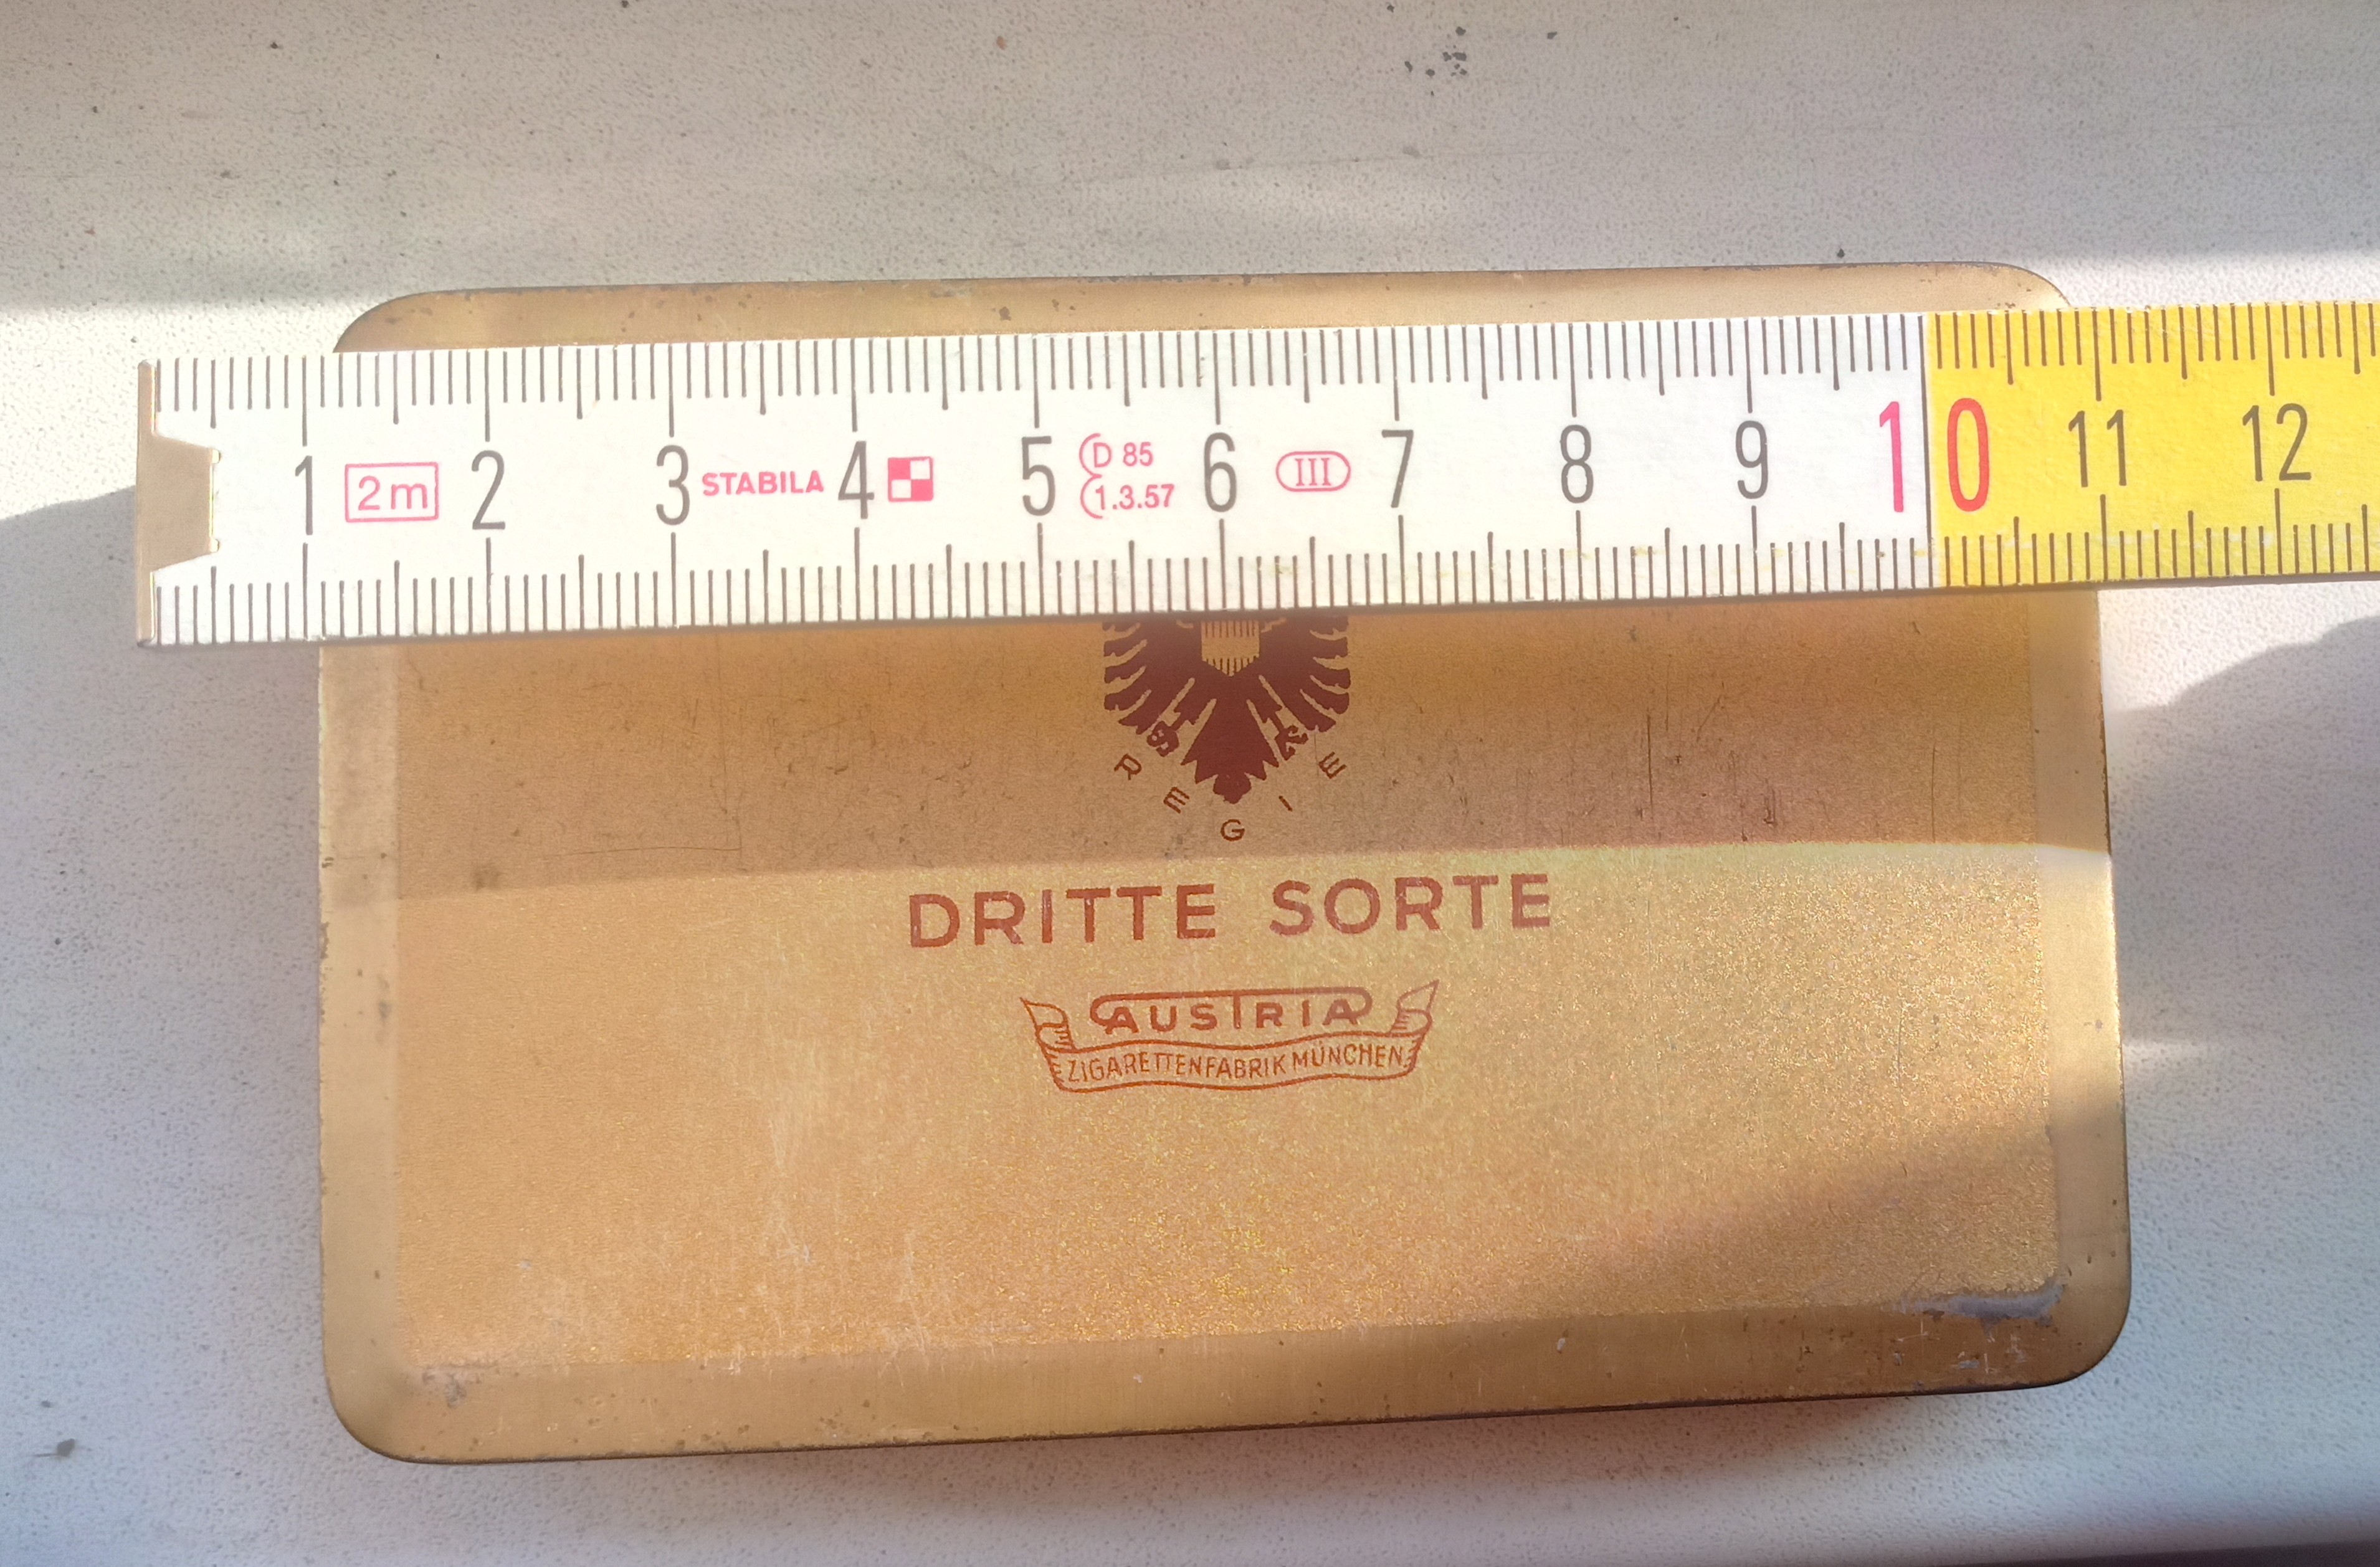 1 2m 2 3 STABILA 4 5 D 85 1.3.57 6 III 7 8 9 10 11 12
REGIE
DRITTE SORTE
AUSTRIA
ZIGARETTENFABRIK MÜNCHEN